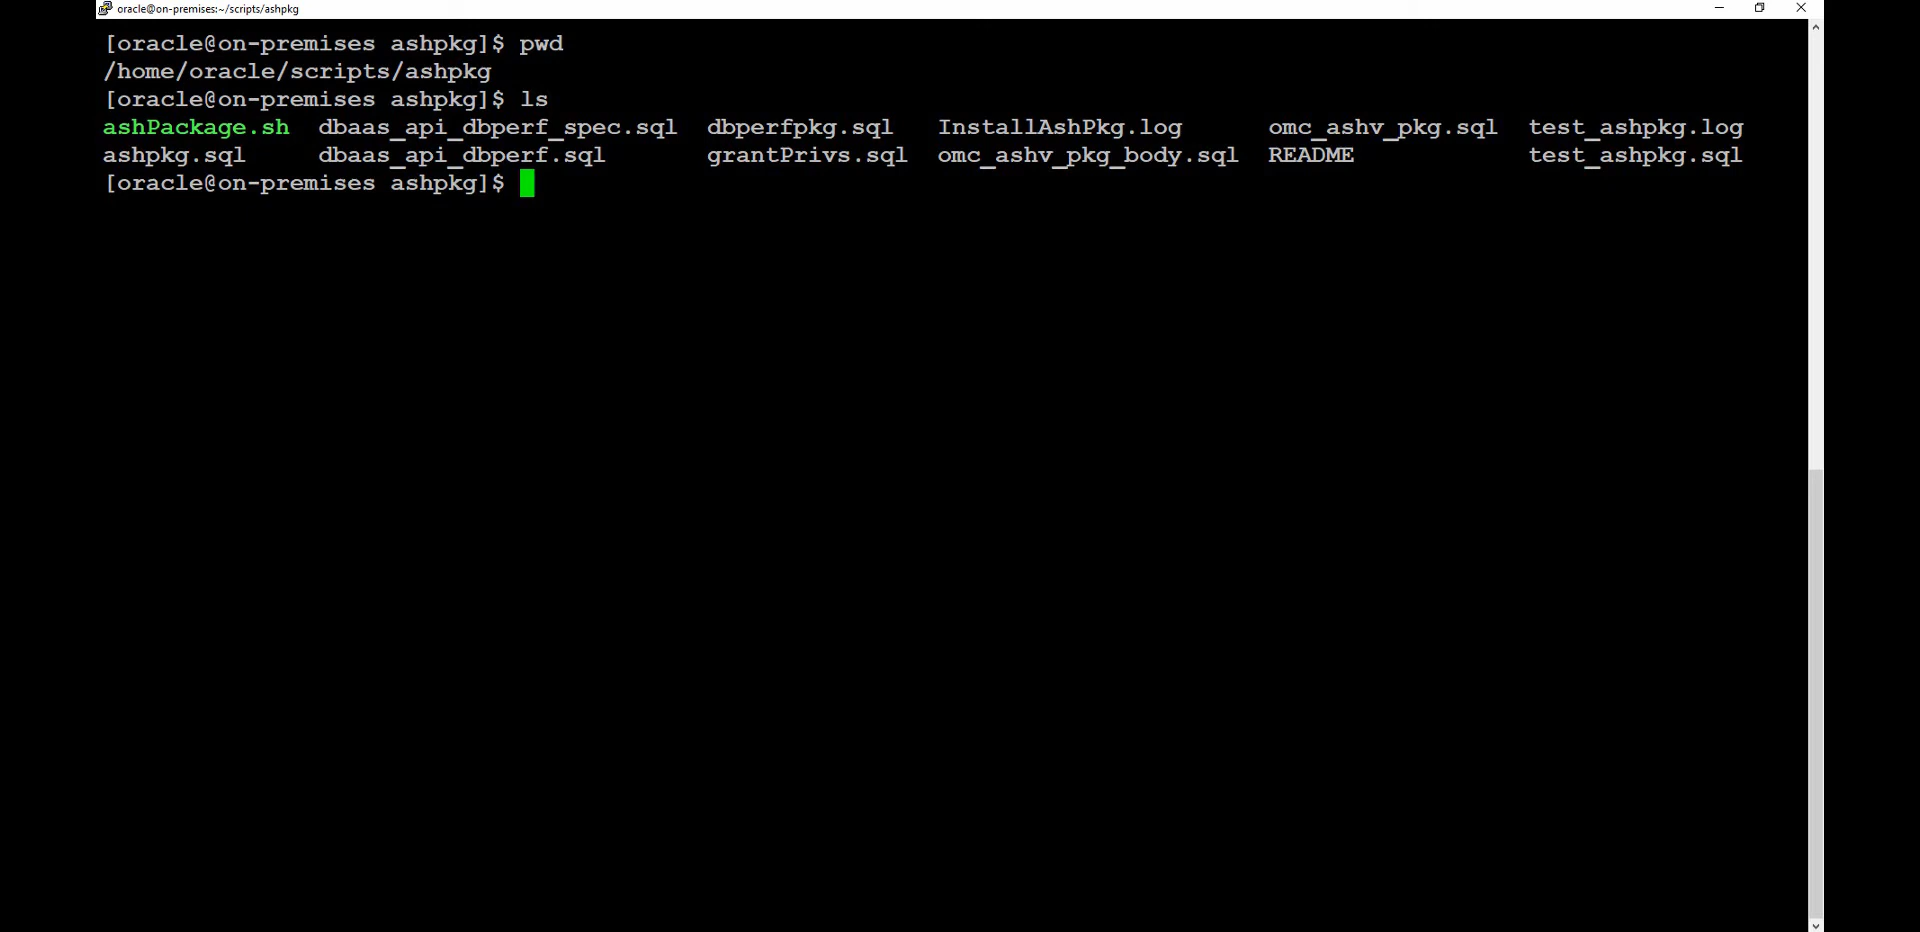 oracle@on-premises:~/scripts/ashpkg
[oracle@on-premises ashpkg]$ pwd
/home/oracle/scripts/ashpkg
[oracle@on-premises ashpkg]$ ls
ashPackage.sh  dbaas_api_dbperf_spec.sql  dbperfpkg.sql   InstallAshPkg.log      omc_ashv_pkg.sql  test_ashpkg.log
ashpkg.sql     dbaas_api_dbperf.sql       grantPrivs.sql  omc_ashv_pkg_body.sql  README            test_ashpkg.sql
[oracle@on-premises ashpkg]$